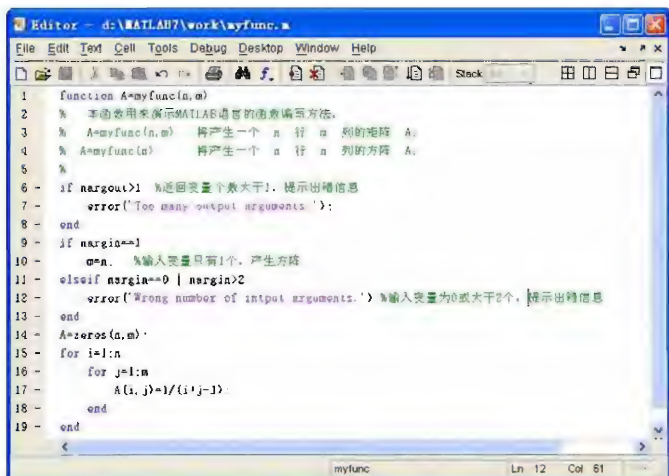 Editor - d:\MATLAB7\work\myfunc.m
File Edit Text Cell Tools Debug Desktop Window Help
Stack
1 function A=myfunc(n,m)
2 % 本函数用来演示MATLAB语言的函数编写方法。
3 % A=myfunc(n,m) 将产生一个 n 行 m 列的矩阵 A;
4 % A=myfunc(n) 将产生一个 n 行 n 列的方阵 A;
5 %
6 - if nargout>1 %返回变量个数大于1,提示出错信息
7 - error('Too many output arguments.');
8 - end
9 - if nargin==1
10 - m=n; %输入变量只有1个,产生方阵
11 - elseif nargin==0 | nargin>2
12 - error('Wrong number of intput arguments.') %输入变量为0或大于2个,提示出错信息
13 - end
14 - A=zeros(n,m);
15 - for i=1:n
16 - for j=1:m
17 - A(i,j)=1/(i+j-1);
18 - end
19 - end
myfunc Ln 12 Col 61